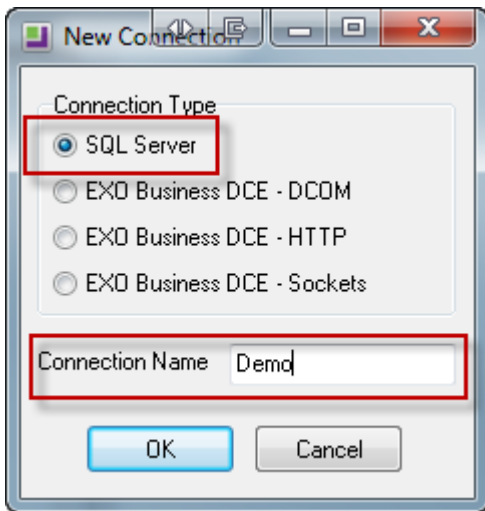 New Connection
Connection Type
SQL Server
EXO Business DCE - DCOM
EXO Business DCE - HTTP
EXO Business DCE - Sockets
Connection Name Demo
OK Cancel